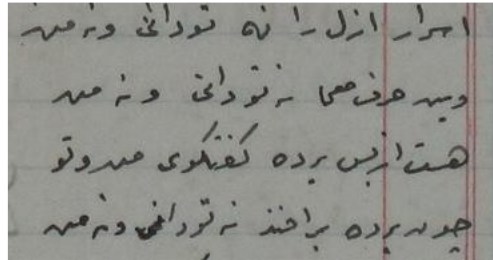 اسرار ازل را نه تو دانی و نه من
وین حرف معما نه تو دانی و نه من
هست از پس پرده گفتگوی من و تو
چون پرده برافتد نه تو دانی و نه من